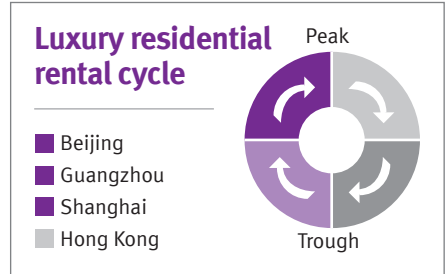 Luxury residential
rental cycle
Peak
Beijing
Guangzhou
Shanghai
Hong Kong
Trough